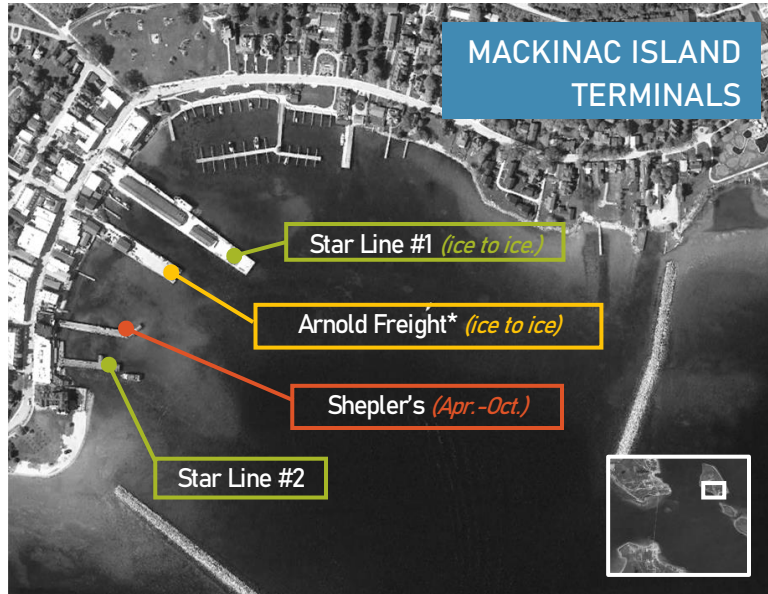 MACKINAC ISLAND
TERMINALS
Star Line #1 (ice to ice.)
Arnold Freight* (ice to ice)
Shepler's (Apr.-Oct.)
Star Line #2